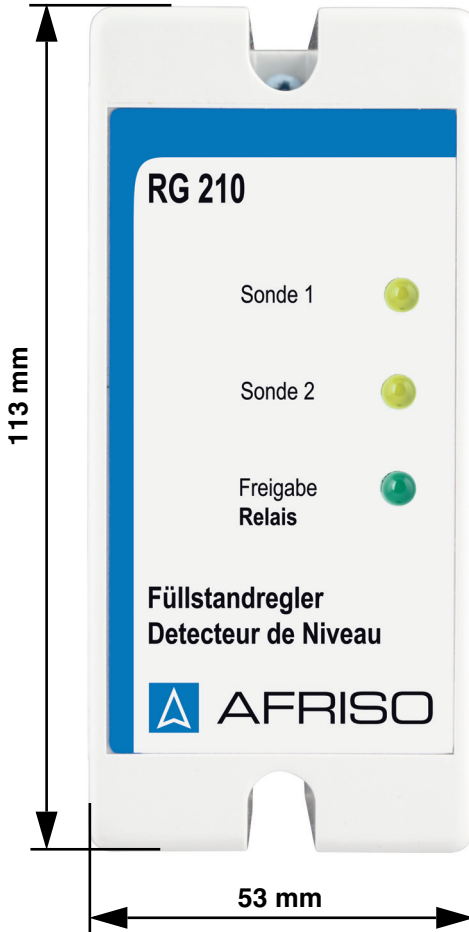 113 mm
RG 210
Sonde 1
Sonde 2
Freigabe
Relais
Füllstandregler
Detecteur de Niveau
AFRISO
53 mm